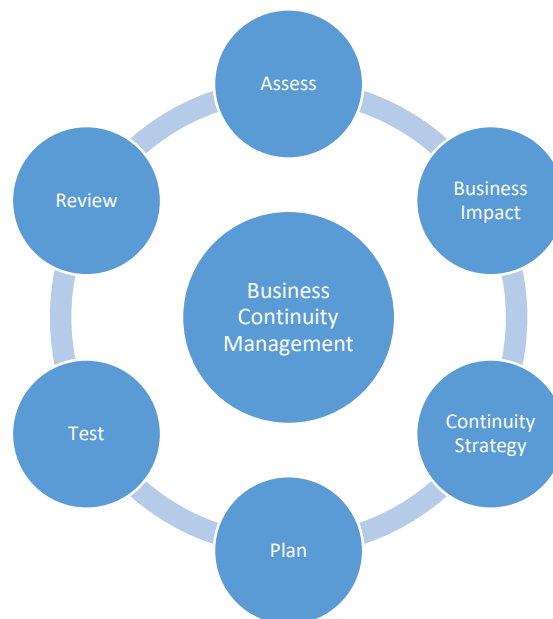 Assess
Business
Impact
Continuity
Strategy
Plan
Test
Review
Business
Continuity
Management